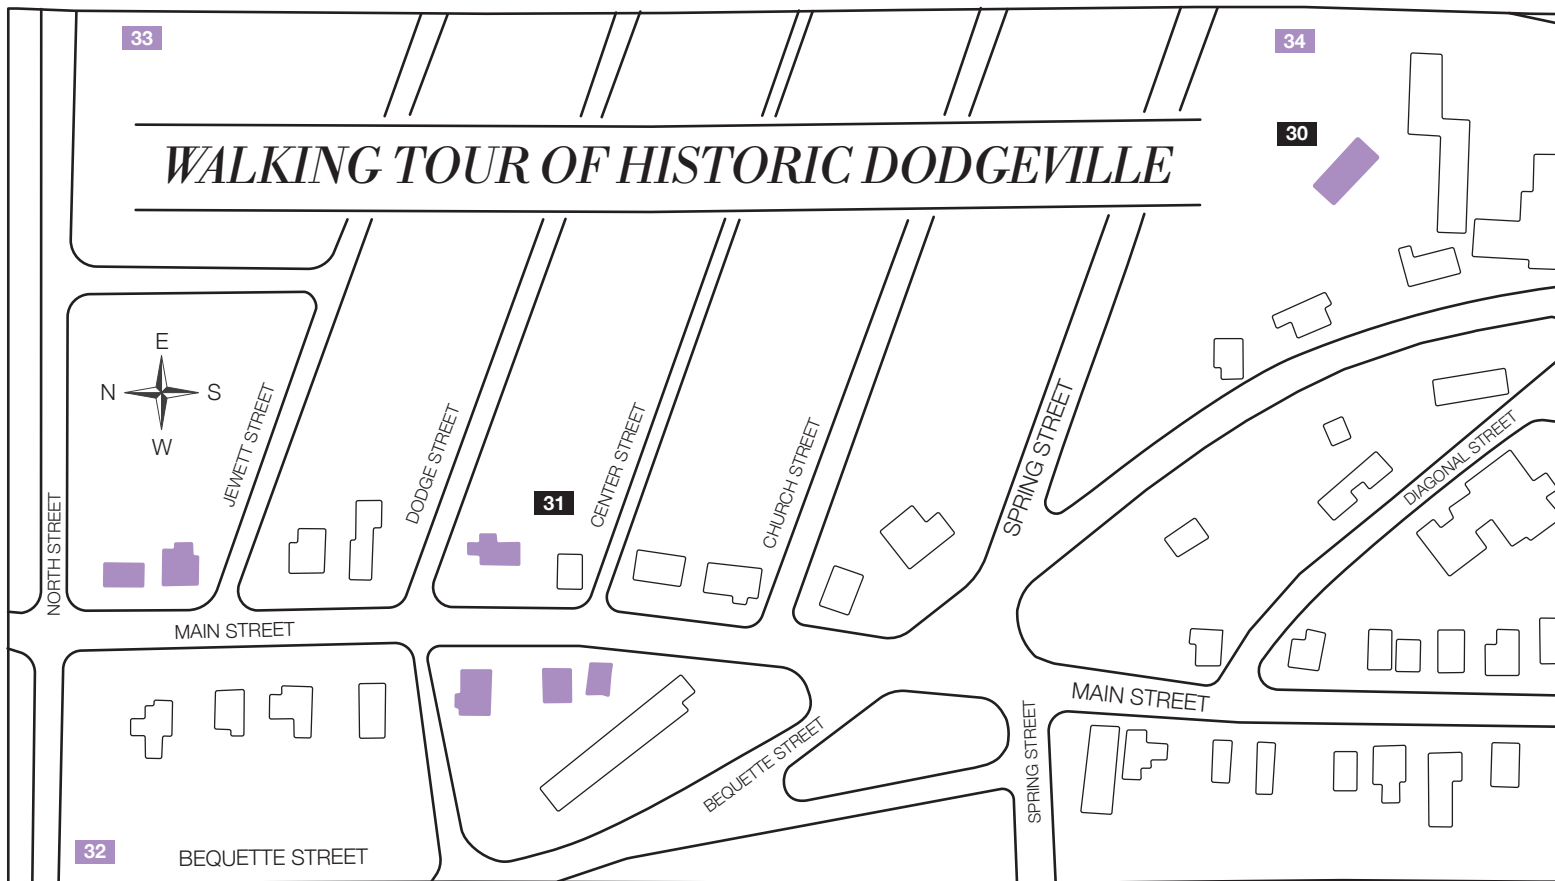 33
34
30
WALKING TOUR OF HISTORIC DODGEVILLE
E
N
S
W
JEWETT STREET
DODGE STREET
CENTER STREET
CHURCH STREET
SPRING STREET
DIAGONAL STREET
31
NORTH STREET
MAIN STREET
MAIN STREET
BEQUETTE STREET
SPRING STREET
32
BEQUETTE STREET